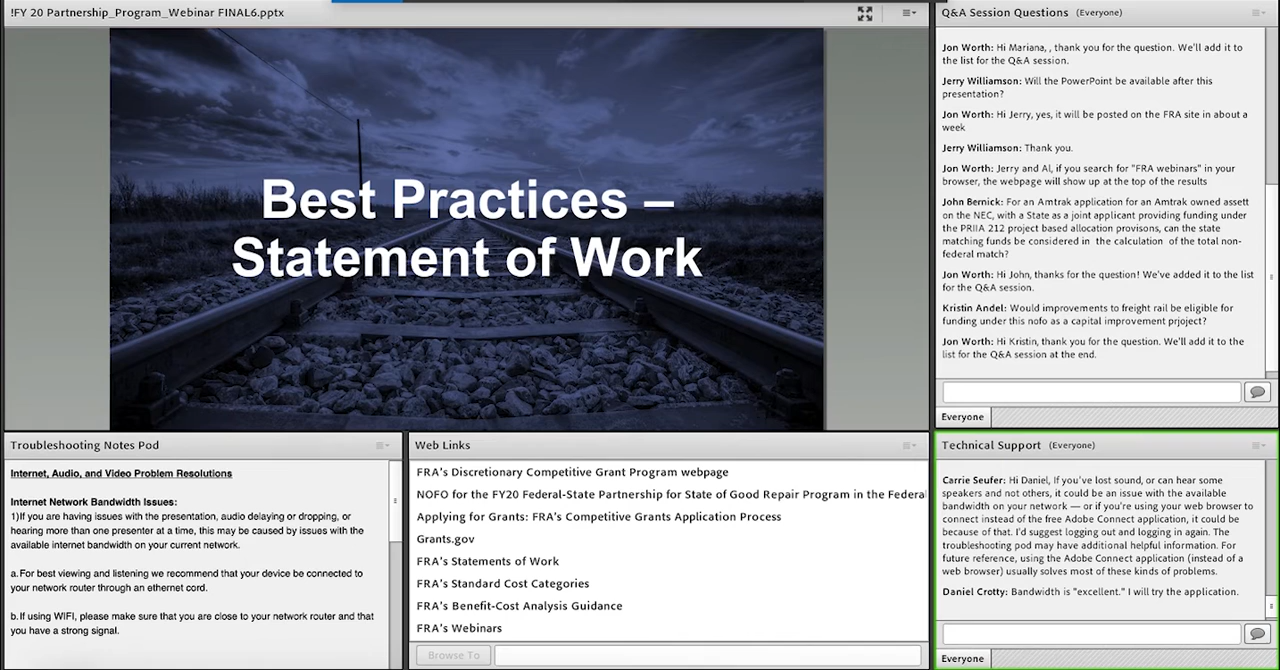 !FY 20 Partnership_Program_Webinar FINAL6.pptx
Best Practices –
Statement of Work
Q&A Session Questions (Everyone)
Jon Worth: Hi Mariana, , thank you for the question. We'll add it to
the list for the Q&A session.
Jerry Williamson: Will the PowerPoint be available after this
presentation?
Jon Worth: Hi Jerry, yes, it will be posted on the FRA site in about a
week
Jerry Williamson: Thank you.
Jon Worth: Jerry and Al, if you search for "FRA webinars" in your
browser, the webpage will show up at the top of the results
John Bernick: For an Amtrak application for an Amtrak owned assett
on the NEC, with a State as a joint applicant providing funding under
the PRIIA 212 project based allocation provisons, can the state
matching funds be considered in the calculation of the total non-
federal match?
Jon Worth: Hi John, thanks for the question! We've added it to the list
for the Q&A session.
Kristin Andel: Would improvements to freight rail be eligible for
funding under this nofo as a capital improvement prioject?
Jon Worth: Hi Kristin, thank you for the question. We'll add it to the
list for the Q&A session at the end.
Everyone
Troubleshooting Notes Pod
Internet, Audio, and Video Problem Resolutions
Internet Network Bandwidth Issues:
1)If you are having issues with the presentation, audio delaying or dropping, or
hearing more than one presenter at a time, this may be caused by issues with the
available internet bandwidth on your current network.
a.For best viewing and listening we recommend that your device be connected to
your network router through an ethernet cord.
b.If using WIFI, please make sure that you are close to your network router and that
you have a strong signal.
Web Links
FRA's Discretionary Competitive Grant Program webpage
NOFO for the FY20 Federal-State Partnership for State of Good Repair Program in the Federal
Applying for Grants: FRA's Competitive Grants Application Process
Grants.gov
FRA's Statements of Work
FRA's Standard Cost Categories
FRA's Benefit-Cost Analysis Guidance
FRA's Webinars
Browse To
Technical Support (Everyone)
Carrie Seufer: Hi Daniel, If you've lost sound, or can hear some
speakers and not others, it could be an issue with the available
bandwidth on your network — or if you're using your web browser to
connect instead of the free Adobe Connect application, it could be
because of that. I'd suggest logging out and logging in again. The
troubleshooting pod may have additional helpful information. For
future reference, using the Adobe Connect application (instead of a
web browser) usually solves most of these kinds of problems.
Daniel Crotty: Bandwidth is "excellent." I will try the application.
Everyone